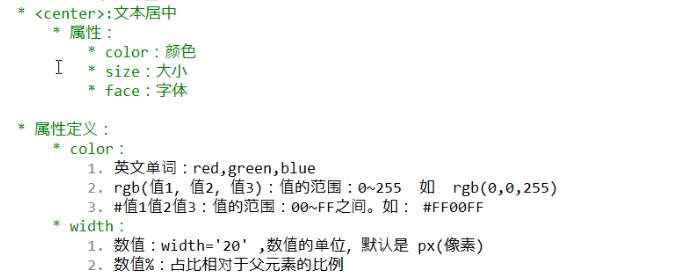 * <center>:文本居中
* 属性：
* color：颜色
* size：大小
* face：字体
* 属性定义：
* color：
1. 英文单词：red,green,blue
2. rgb(值1, 值2, 值3)：值的范围：0~255 如 rgb(0,0,255)
3. #值1值2值3：值的范围：00~FF之间。如： #FF00FF
* width：
1. 数值：width='20' ,数值的单位, 默认是 px(像素)
2. 数值%：占比相对于父元素的比例